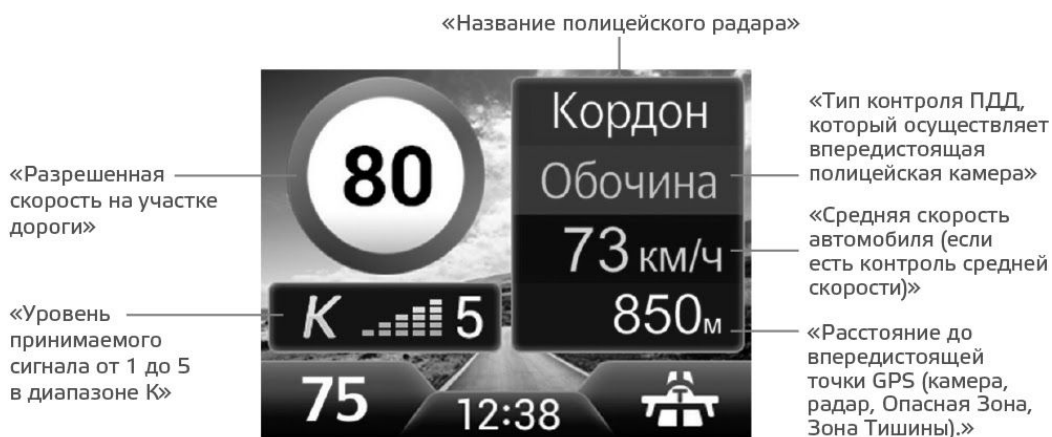 «Название полицейского радара»
«Разрешенная
скорость на участке
дороги»
«Уровень
принимаемого
сигнала от 1 до 5
в диапазоне К»
80
K 5
75
12:38
Т
Кордон
Обочина
73 км/ч
850м
«Тип контроля ПДД,
который осуществляет
впередистоящая
полицейская камера»
«Средняя скорость
автомобиля (если
есть контроль средней
скорости)»
«Расстояние до
впередистоящей
точки GPS (камера,
радар, Опасная Зона,
Зона Тишины).»